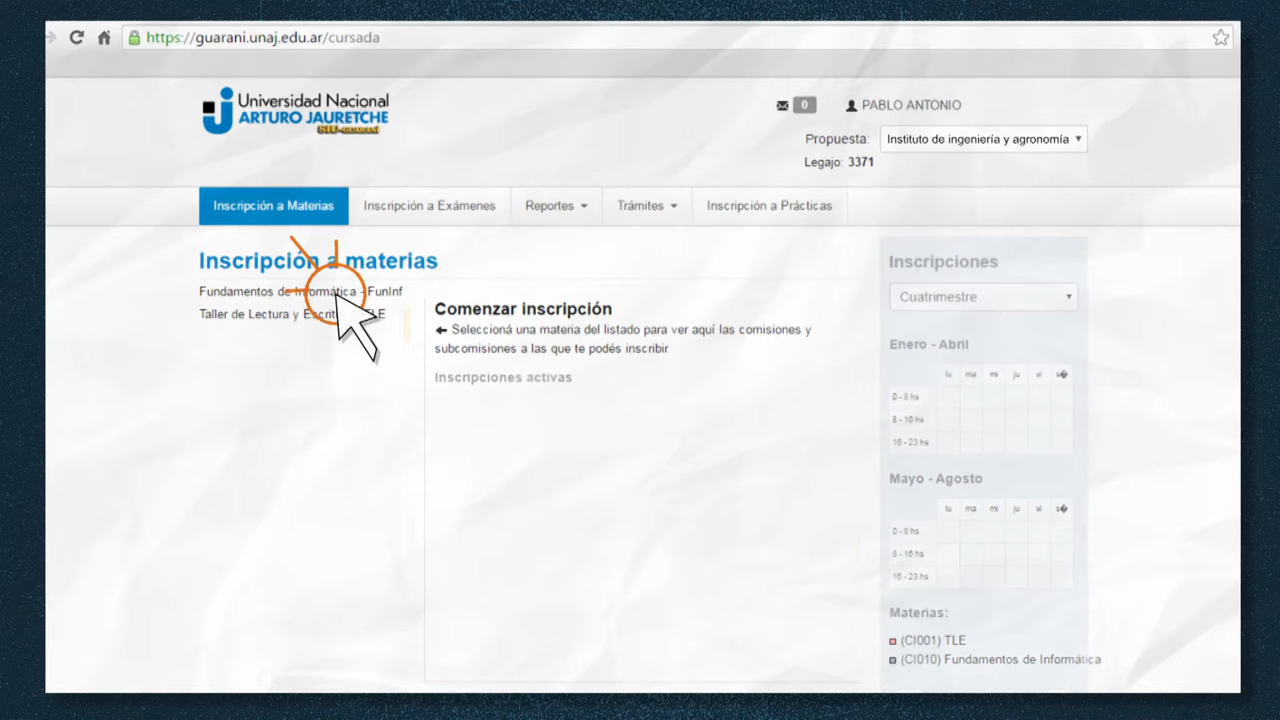 https://guarani.unaj.edu.ar/cursada
Universidad Nacional
ARTURO JAURETCHE
SIU-GUARANÍ
0 PABLO ANTONIO
Propuesta: Instituto de ingeniería y agronomía
Legajo: 3371
Inscripción a Materias Inscripción a Exámenes Reportes Trámites Inscripción a Prácticas
Inscripción a materias
Fundamentos de Informática - FunInf
Taller de Lectura y TLE
Comenzar inscripción
Seleccioná una materia del listado para ver aquí las comisiones y
subcomisiones a las que te podés inscribir
Inscripciones activas
Inscripciones
Cuatrimestre
Enero - Abril
lu ma mi ju vi s�
0 - 8 hs
8 - 16 hs
16 - 23 hs
Mayo - Agosto
lu ma mi ju vi s�
0 - 8 hs
8 - 16 hs
16 - 23 hs
Materias:
(CI001) TLE
(CI010) Fundamentos de Informática